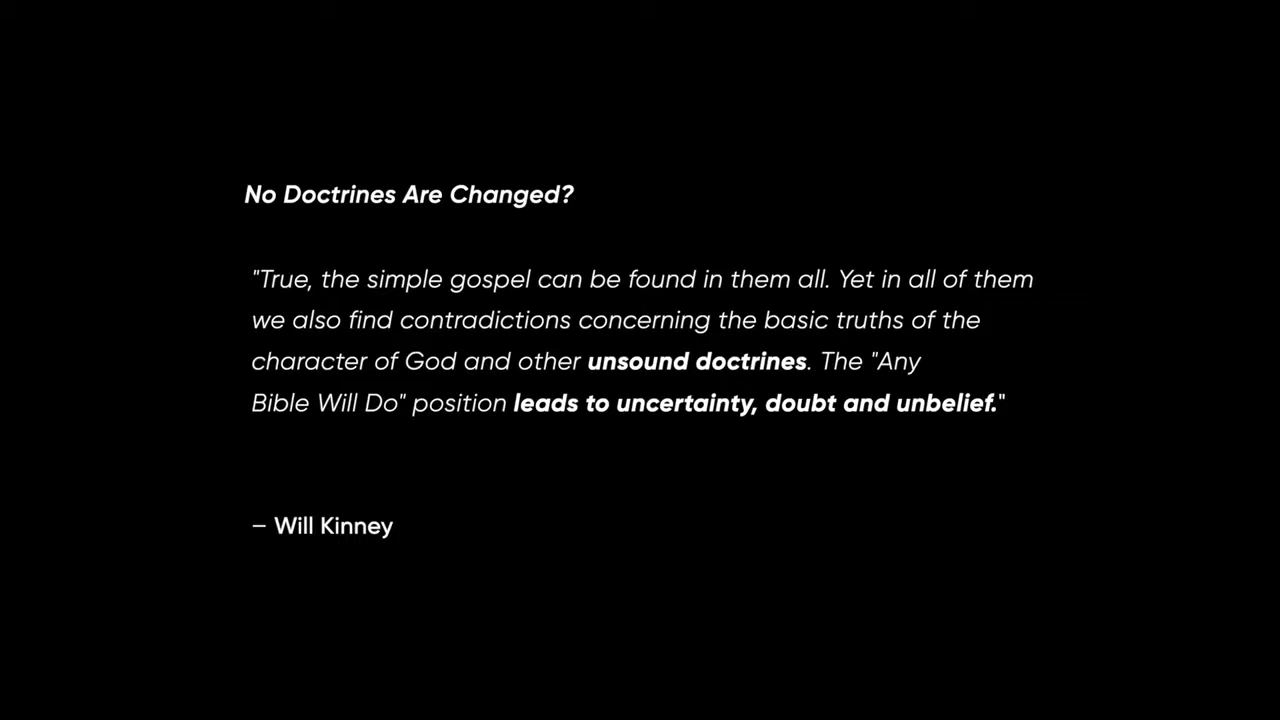 No Doctrines Are Changed?
"True, the simple gospel can be found in them all. Yet in all of them
we also find contradictions concerning the basic truths of the
character of God and other unsound doctrines. The "Any
Bible Will Do" position leads to uncertainty, doubt and unbelief."
– Will Kinney